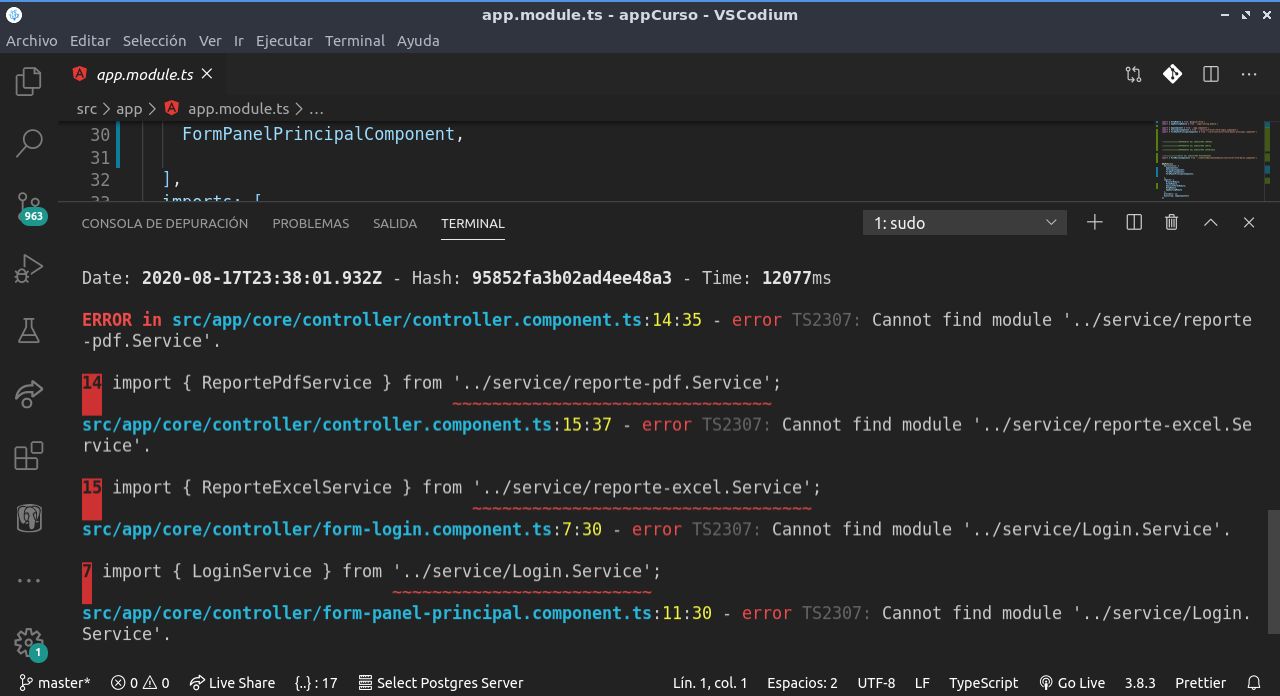 app.module.ts - appCurso - VSCodium
Archivo Editar Selección Ver Ir Ejecutar Terminal Ayuda
app.module.ts
src > app > app.module.ts > ...
30 FormPanelPrincipalComponent,
31
32 ],
33 imports: [
963
CONSOLA DE DEPURACIÓN PROBLEMAS SALIDA TERMINAL 1: sudo
Date: 2020-08-17T23:38:01.932Z - Hash: 95852fa3b02ad4ee48a3 - Time: 12077ms
ERROR in src/app/core/controller/controller.component.ts:14:35 - error TS2307: Cannot find module '../service/reporte
-pdf.Service'.
14 import { ReportePdfService } from '../service/reporte-pdf.Service';
~~~~~~~~~~~~~~~~~~~~~~~~~~~~~~~~
src/app/core/controller/controller.component.ts:15:37 - error TS2307: Cannot find module '../service/reporte-excel.Se
rvice'.
15 import { ReporteExcelService } from '../service/reporte-excel.Service';
~~~~~~~~~~~~~~~~~~~~~~~~~~~~~~~~~~
src/app/core/controller/form-login.component.ts:7:30 - error TS2307: Cannot find module '../service/Login.Service'.
7 import { LoginService } from '../service/Login.Service';
~~~~~~~~~~~~~~~~~~~~~~~~~~
src/app/core/controller/form-panel-principal.component.ts:11:30 - error TS2307: Cannot find module '../service/Login.
Service'.
1
master* 0 0 Live Share {..} : 17 Select Postgres Server Lín. 1, col. 1 Espacios: 2 UTF-8 LF TypeScript Go Live 3.8.3 Prettier